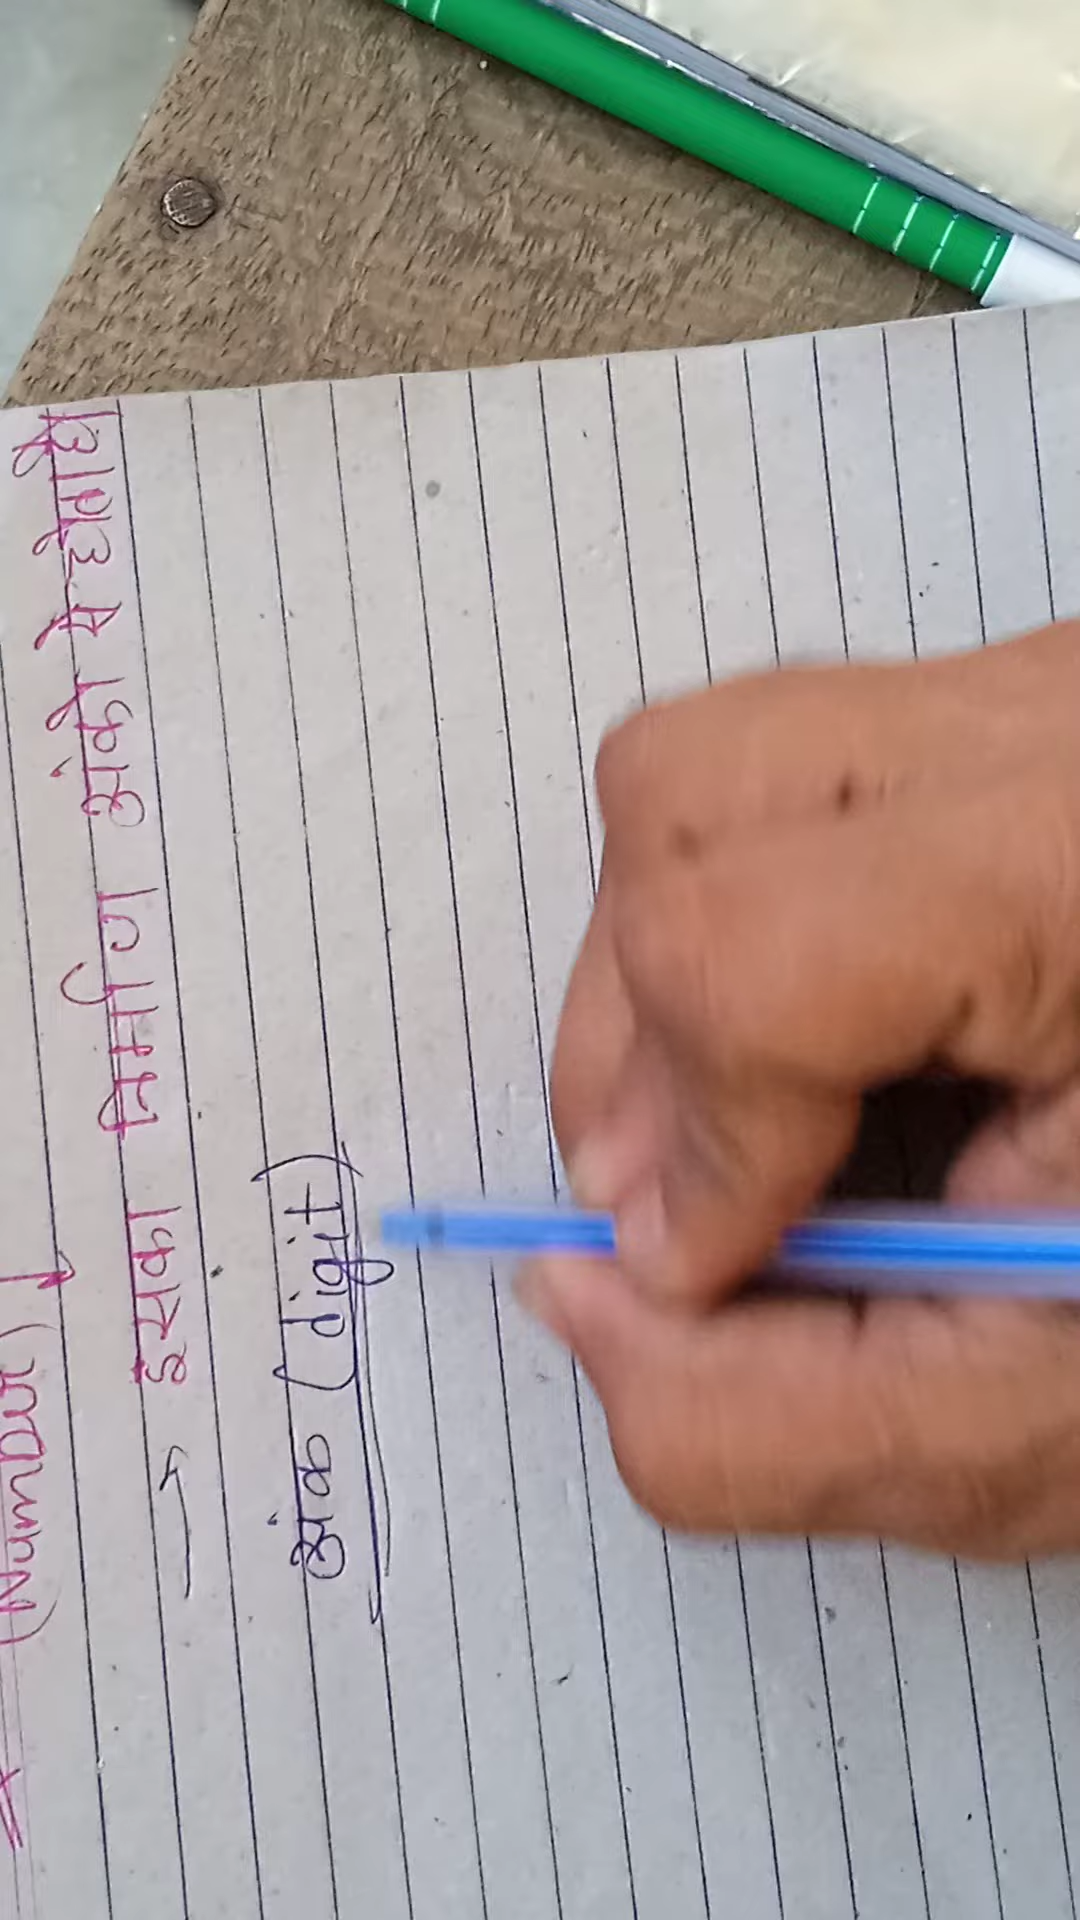 (Number)
→ इसका निर्माण अंको से हुआ
अंक (digit)